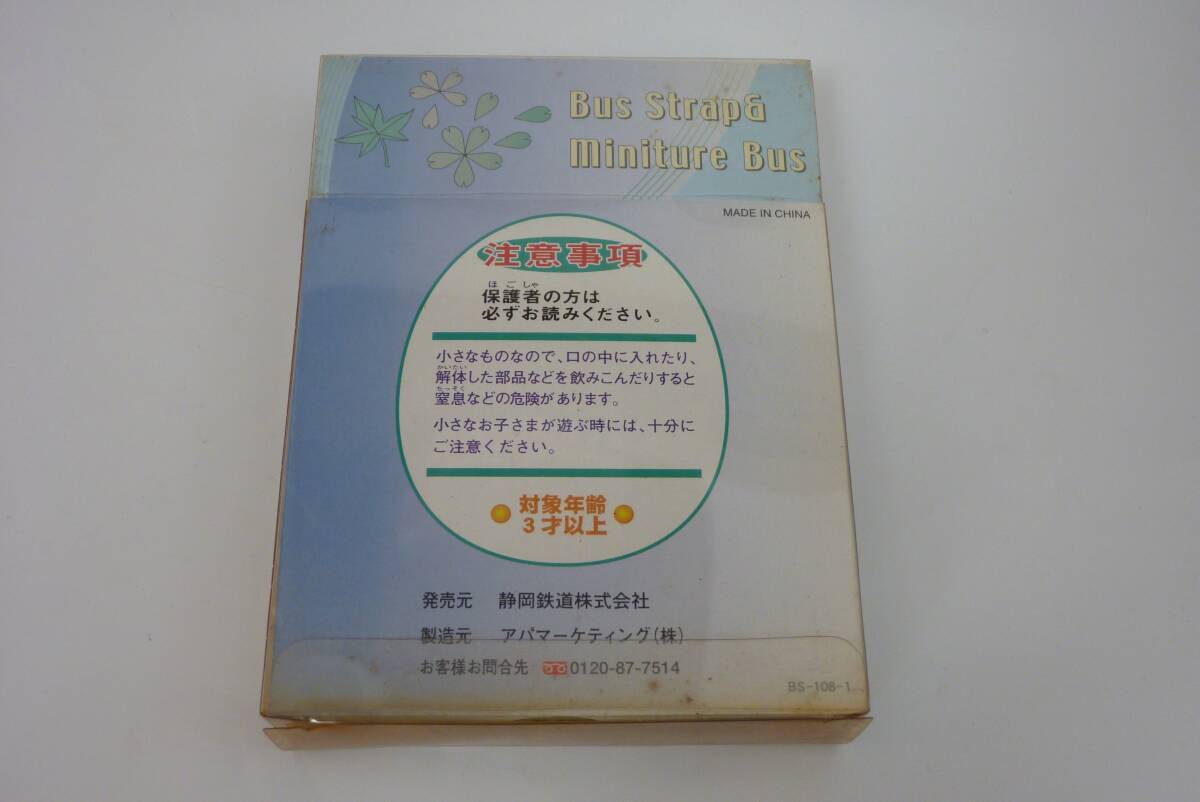 Bus Strap&
Miniture Bus
MADE IN CHINA
注意事項
ほごしゃ
保護者の方は
必ずお読みください。
小さなものなので、口の中に入れたり、
かいたい
解体した部品などを飲みこんだりすると
ちっそく
窒息などの危険があります。
小さなお子さまが遊ぶ時には、十分に
ご注意ください。
対象年齢
3才以上
発売元 静岡鉄道株式会社
製造元 アパマーケティング(株)
お客様お問合先 0120-87-7514
BS-108-1